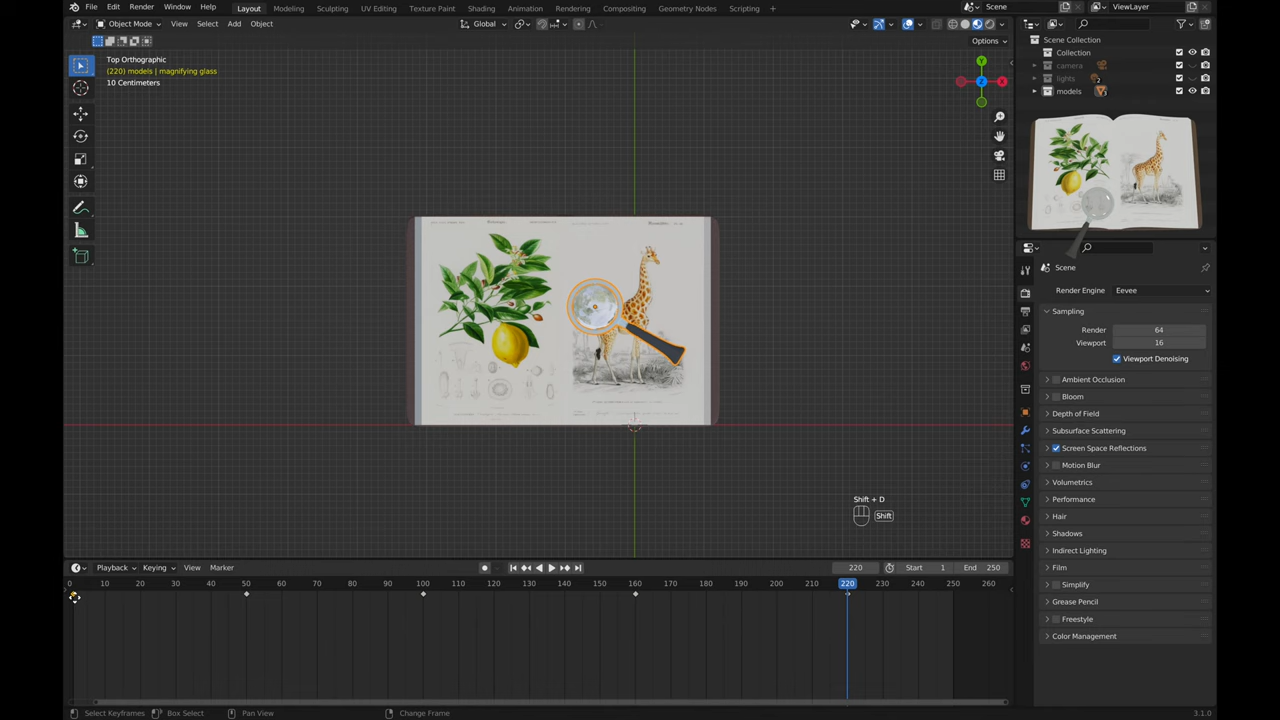 File Edit Render Window Help Layout Modeling Sculpting UV Editing Texture Paint Shading Animation Rendering Compositing Geometry Nodes Scripting Scene ViewLayer
Object Mode View Select Add Object Global
Options
Top Orthographic
(220) models | magnifying glass
10 Centimeters
Y
X
Z
Shift + D
Shift
Scene Collection
Collection
camera
lights
2
models
Scene
Render Engine Eevee
Sampling
Render 64
Viewport 16
Viewport Denoising
Ambient Occlusion
Bloom
Depth of Field
Subsurface Scattering
Screen Space Reflections
Motion Blur
Volumetrics
Performance
Hair
Shadows
Indirect Lighting
Film
Simplify
Grease Pencil
Freestyle
Color Management
Playback Keying View Marker 220 Start 1 End 250
0 10 20 30 40 50 60 70 80 90 100 110 120 130 140 150 160 170 180 190 200 210 220 230 240 250 260
Select Keyframes Box Select Pan View Change Frame 3.1.0